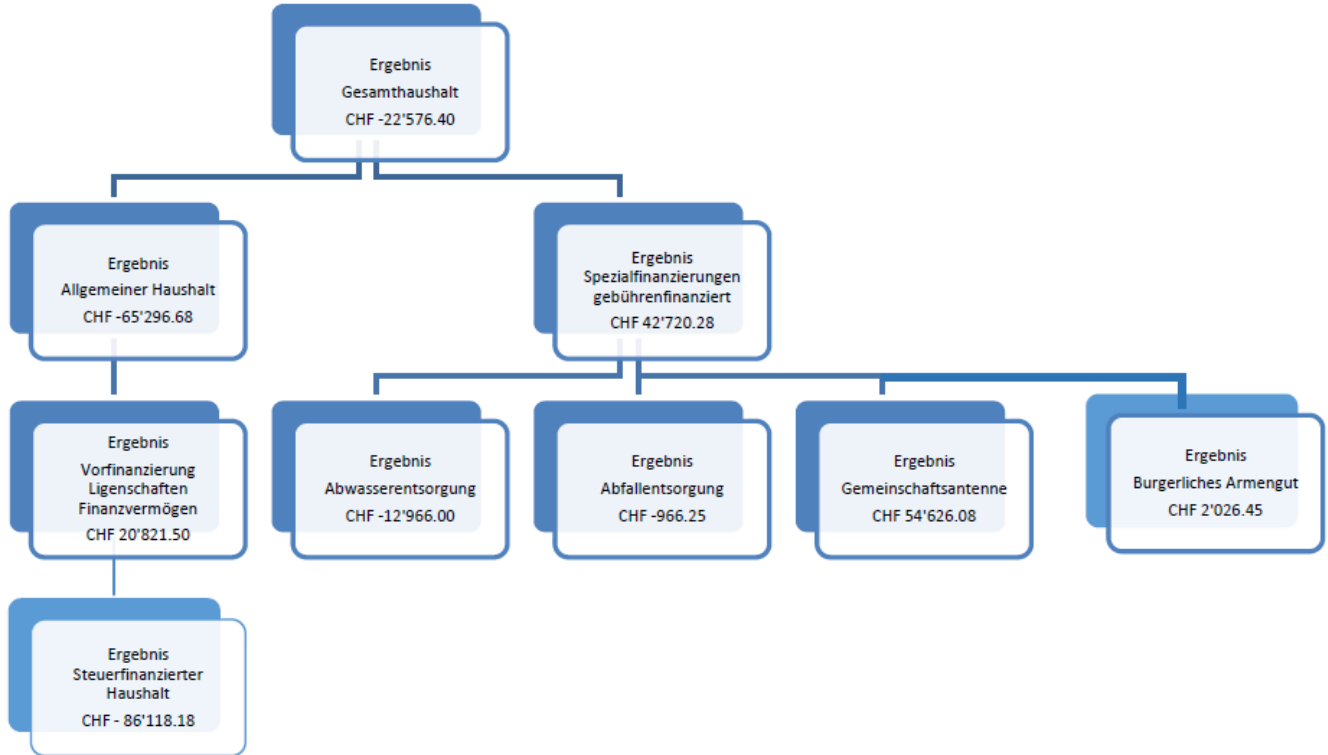 Ergebnis
Gesamthaushalt
CHF -22'576.40
Ergebnis
Allgemeiner Haushalt
CHF -65'296.68
Ergebnis
Spezialfinanzierungen
gebührenfinanziert
CHF 42'720.28
Ergebnis
Vorfinanzierung
Ligenschaften
Finanzvermögen
CHF 20'821.50
Ergebnis
Abwasserentsorgung
CHF -12'966.00
Ergebnis
Abfallentsorgung
CHF -966.25
Ergebnis
Gemeinschaftsantenne
CHF 54'626.08
Ergebnis
Burgerliches Armengut
CHF 2'026.45
Ergebnis
Steuerfinanzierter
Haushalt
CHF - 86'118.18